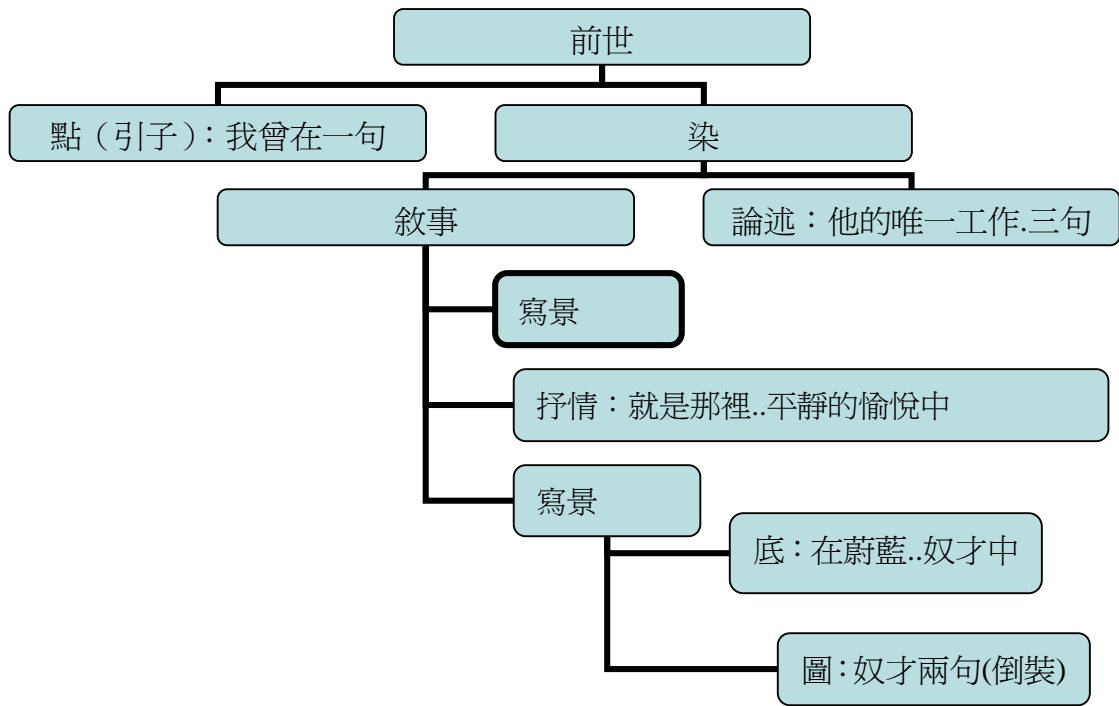 前世
點（引子）：我曾在一句
染
敘事
論述：他的唯一工作.三句
寫景
抒情：就是那裡..平靜的愉悅中
寫景
底：在蔚藍..奴才中
圖：奴才兩句(倒裝)